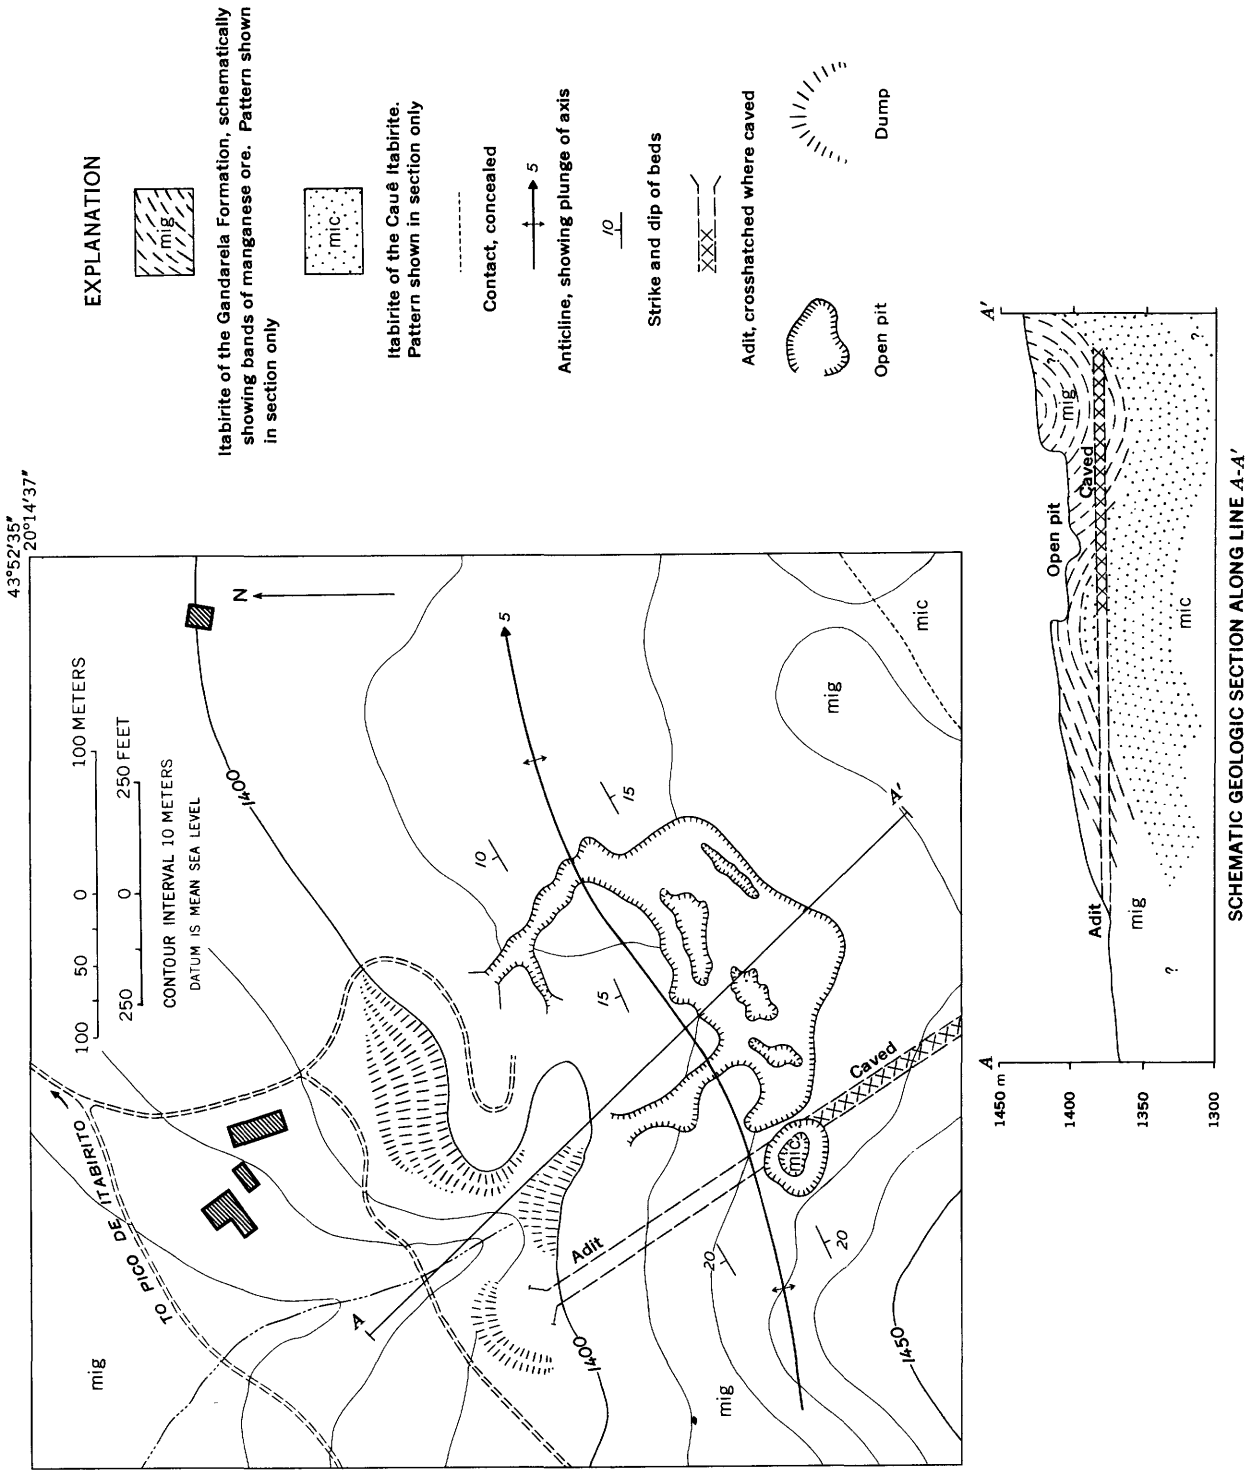 43°52'35"
20°14'37"
N
100 50 0 100 METERS
250 0 250 FEET
CONTOUR INTERVAL 10 METERS
DATUM IS MEAN SEA LEVEL
TO PICO DE ITABIRITO
mig
1400
5
10
15
15
A
A'
mig
mic
Adit
Caved
mic
20
20
1400
mig
1450
EXPLANATION
mig
Itabirite of the Gandarela Formation, schematically
showing bands of manganese ore. Pattern shown
in section only
mic
Itabirite of the Cauê Itabirite.
Pattern shown in section only
Contact, concealed
5
Anticline, showing plunge of axis
10
Strike and dip of beds
Adit, crosshatched where caved
Open pit
Dump
A
A'
1450 m
1400
1350
1300
Adit
Open pit
Caved
mig
?
mig
?
mic
?
SCHEMATIC GEOLOGIC SECTION ALONG LINE A-A'